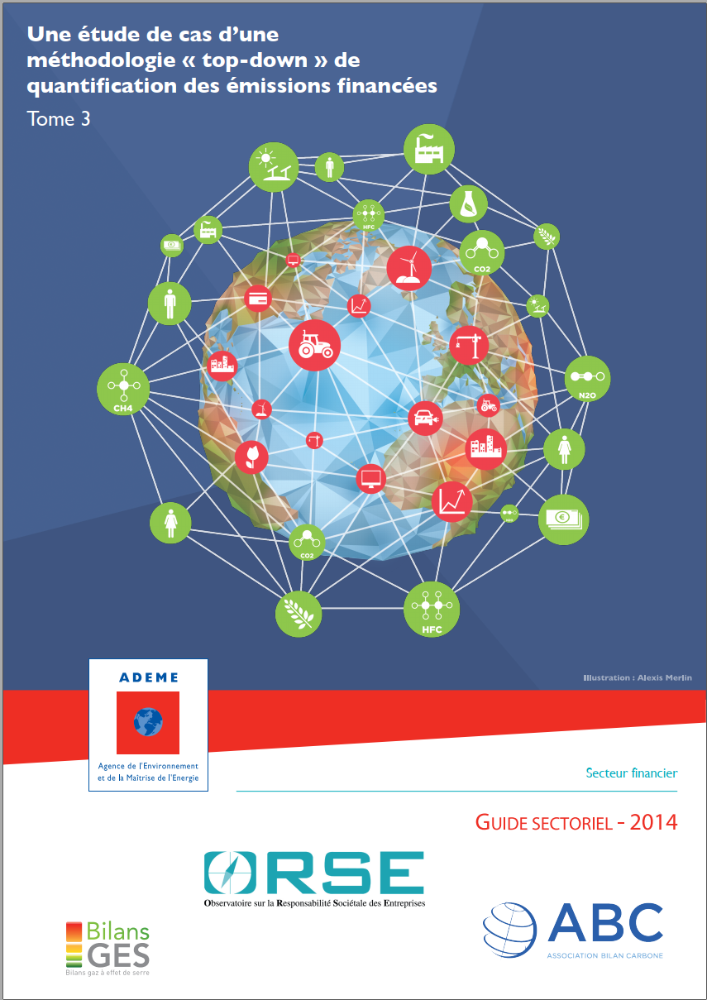 Une étude de cas d'une
méthodologie « top-down » de
quantification des émissions financées
Tome 3
HFC
CO2
CH4
N2O
CO2
HFC
Illustration : Alexis Merlin
ADEME
Agence de l'Environnement
et de la Maîtrise de l'Energie
Secteur financier
GUIDE SECTORIEL - 2014
ORSE
Observatoire sur la Responsabilité Sociétale des Entreprises
Bilans
GES
Bilans gaz à effet de serre
ABC
ASSOCIATION BILAN CARBONE